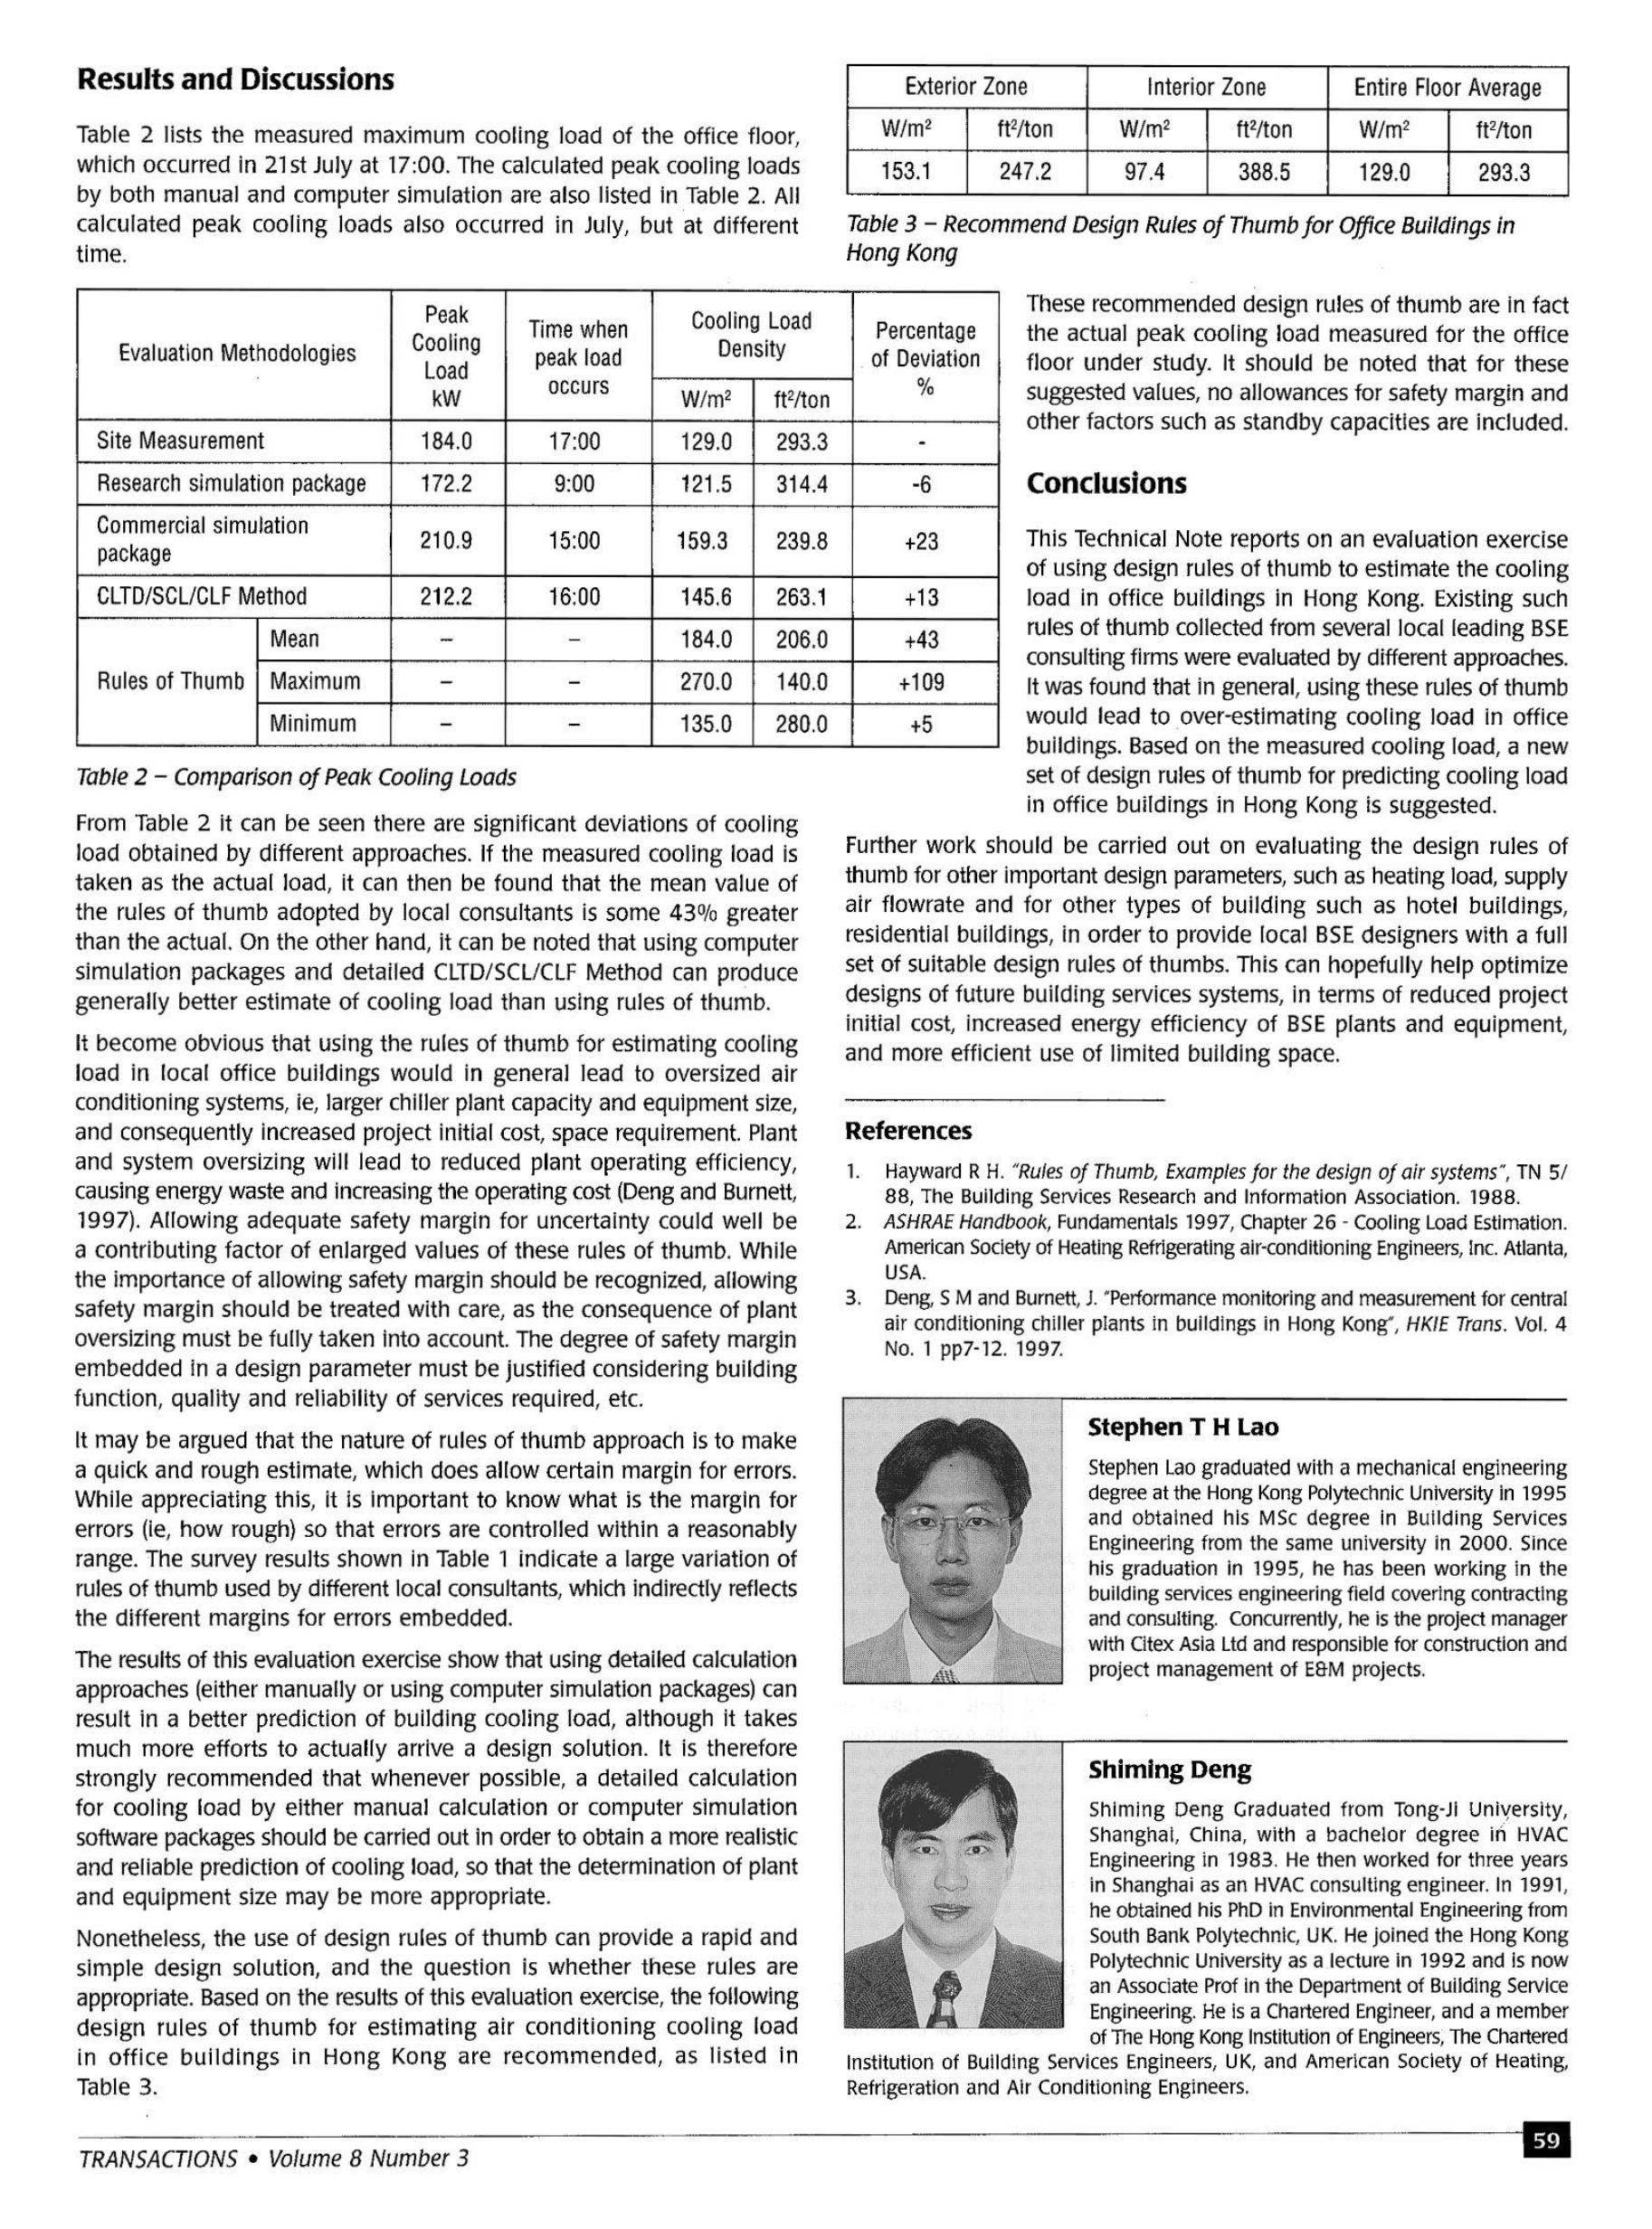 Results and Discussions
Table 2 lists the measured maximum cooling load of the office floor,
which occurred in 21st July at 17:00. The calculated peak cooling loads
by both manual and computer simulation are also listed in Table 2. All
calculated peak cooling loads also occurred in July, but at different
time.
Evaluation Methodologies | Peak Cooling Load kW | Time when peak load occurs | Cooling Load Density | Percentage of Deviation %
W/m² | ft²/ton
Site Measurement | 184.0 | 17:00 | 129.0 | 293.3 | -
Research simulation package | 172.2 | 9:00 | 121.5 | 314.4 | -6
Commercial simulation package | 210.9 | 15:00 | 159.3 | 239.8 | +23
CLTD/SCL/CLF Method | 212.2 | 16:00 | 145.6 | 263.1 | +13
Rules of Thumb | Mean | – | – | 184.0 | 206.0 | +43
Maximum | – | – | 270.0 | 140.0 | +109
Minimum | – | – | 135.0 | 280.0 | +5
Table 2 – Comparison of Peak Cooling Loads
From Table 2 it can be seen there are significant deviations of cooling
load obtained by different approaches. If the measured cooling load is
taken as the actual load, it can then be found that the mean value of
the rules of thumb adopted by local consultants is some 43% greater
than the actual. On the other hand, it can be noted that using computer
simulation packages and detailed CLTD/SCL/CLF Method can produce
generally better estimate of cooling load than using rules of thumb.
It become obvious that using the rules of thumb for estimating cooling
load in local office buildings would in general lead to oversized air
conditioning systems, ie, larger chiller plant capacity and equipment size,
and consequently increased project initial cost, space requirement. Plant
and system oversizing will lead to reduced plant operating efficiency,
causing energy waste and increasing the operating cost (Deng and Burnett,
1997). Allowing adequate safety margin for uncertainty could well be
a contributing factor of enlarged values of these rules of thumb. While
the importance of allowing safety margin should be recognized, allowing
safety margin should be treated with care, as the consequence of plant
oversizing must be fully taken into account. The degree of safety margin
embedded in a design parameter must be justified considering building
function, quality and reliability of services required, etc.
It may be argued that the nature of rules of thumb approach is to make
a quick and rough estimate, which does allow certain margin for errors.
While appreciating this, it is important to know what is the margin for
errors (ie, how rough) so that errors are controlled within a reasonably
range. The survey results shown in Table 1 indicate a large variation of
rules of thumb used by different local consultants, which indirectly reflects
the different margins for errors embedded.
The results of this evaluation exercise show that using detailed calculation
approaches (either manually or using computer simulation packages) can
result in a better prediction of building cooling load, although it takes
much more efforts to actually arrive a design solution. It is therefore
strongly recommended that whenever possible, a detailed calculation
for cooling load by either manual calculation or computer simulation
software packages should be carried out in order to obtain a more realistic
and reliable prediction of cooling load, so that the determination of plant
and equipment size may be more appropriate.
Nonetheless, the use of design rules of thumb can provide a rapid and
simple design solution, and the question is whether these rules are
appropriate. Based on the results of this evaluation exercise, the following
design rules of thumb for estimating air conditioning cooling load
in office buildings in Hong Kong are recommended, as listed in
Table 3.
Exterior Zone | Interior Zone | Entire Floor Average
W/m² | ft²/ton | W/m² | ft²/ton | W/m² | ft²/ton
153.1 | 247.2 | 97.4 | 388.5 | 129.0 | 293.3
Table 3 – Recommend Design Rules of Thumb for Office Buildings in
Hong Kong
These recommended design rules of thumb are in fact
the actual peak cooling load measured for the office
floor under study. It should be noted that for these
suggested values, no allowances for safety margin and
other factors such as standby capacities are included.
Conclusions
This Technical Note reports on an evaluation exercise
of using design rules of thumb to estimate the cooling
load in office buildings in Hong Kong. Existing such
rules of thumb collected from several local leading BSE
consulting firms were evaluated by different approaches.
It was found that in general, using these rules of thumb
would lead to over-estimating cooling load in office
buildings. Based on the measured cooling load, a new
set of design rules of thumb for predicting cooling load
in office buildings in Hong Kong is suggested.
Further work should be carried out on evaluating the design rules of
thumb for other important design parameters, such as heating load, supply
air flowrate and for other types of building such as hotel buildings,
residential buildings, in order to provide local BSE designers with a full
set of suitable design rules of thumbs. This can hopefully help optimize
designs of future building services systems, in terms of reduced project
initial cost, increased energy efficiency of BSE plants and equipment,
and more efficient use of limited building space.
References
1. Hayward R H. “Rules of Thumb, Examples for the design of air systems”, TN 5/
88, The Building Services Research and Information Association. 1988.
2. ASHRAE Handbook, Fundamentals 1997, Chapter 26 - Cooling Load Estimation.
American Society of Heating Refrigerating air-conditioning Engineers, Inc. Atlanta,
USA.
3. Deng, S M and Burnett, J. “Performance monitoring and measurement for central
air conditioning chiller plants in buildings in Hong Kong”, HKIE Trans. Vol. 4
No. 1 pp7-12. 1997.
Stephen T H Lao
Stephen Lao graduated with a mechanical engineering
degree at the Hong Kong Polytechnic University in 1995
and obtained his MSc degree in Building Services
Engineering from the same university in 2000. Since
his graduation in 1995, he has been working in the
building services engineering field covering contracting
and consulting. Concurrently, he is the project manager
with Citex Asia Ltd and responsible for construction and
project management of E&M projects.
Shiming Deng
Shiming Deng Graduated from Tong-Ji University,
Shanghai, China, with a bachelor degree in HVAC
Engineering in 1983. He then worked for three years
in Shanghai as an HVAC consulting engineer. In 1991,
he obtained his PhD in Environmental Engineering from
South Bank Polytechnic, UK. He joined the Hong Kong
Polytechnic University as a lecture in 1992 and is now
an Associate Prof in the Department of Building Service
Engineering. He is a Chartered Engineer, and a member
of The Hong Kong Institution of Engineers, The Chartered
Institution of Building Services Engineers, UK, and American Society of Heating,
Refrigeration and Air Conditioning Engineers.
TRANSACTIONS • Volume 8 Number 3
59